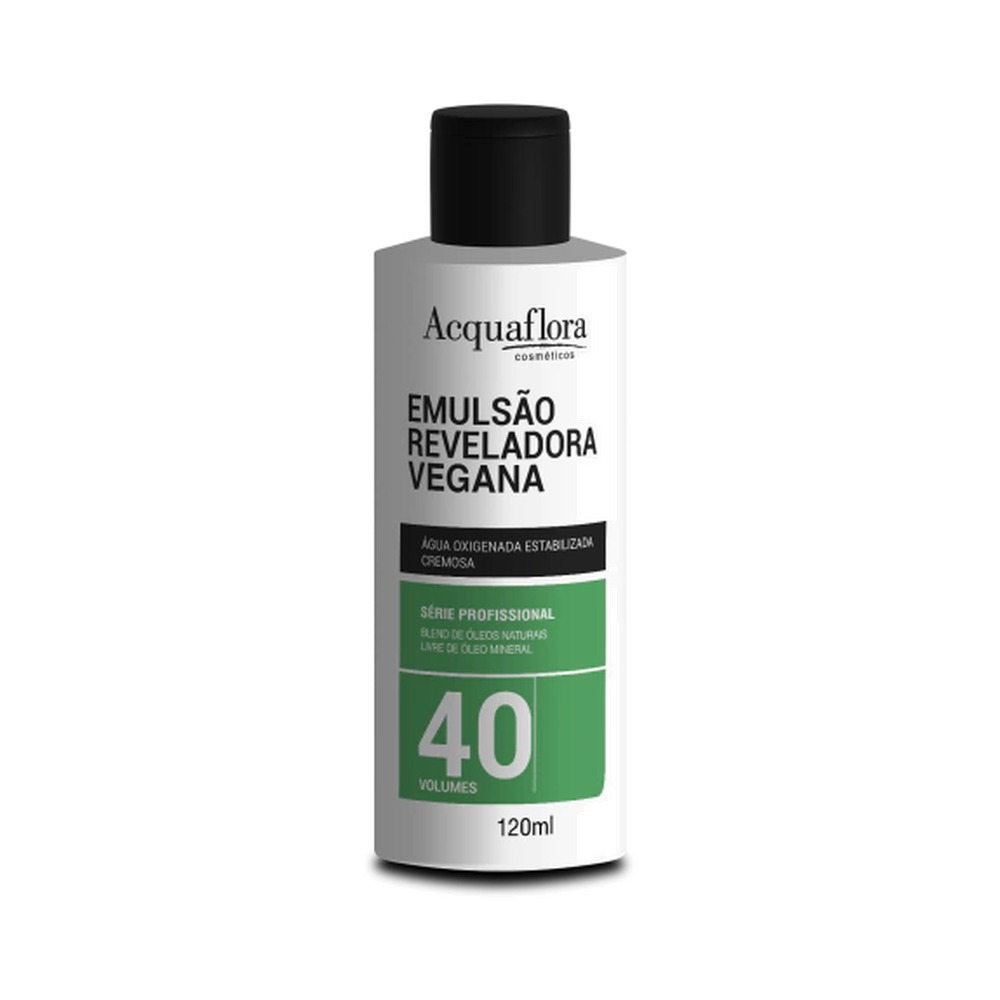 Acquaflora
cosméticos
EMULSÃO
REVELADORA
VEGANA
ÁGUA OXIGENADA ESTABILIZADA
CREMOSA
SÉRIE PROFISSIONAL
BLEND DE ÓLEOS NATURAIS
LIVRE DE ÓLEO MINERAL
40
VOLUMES
120ml